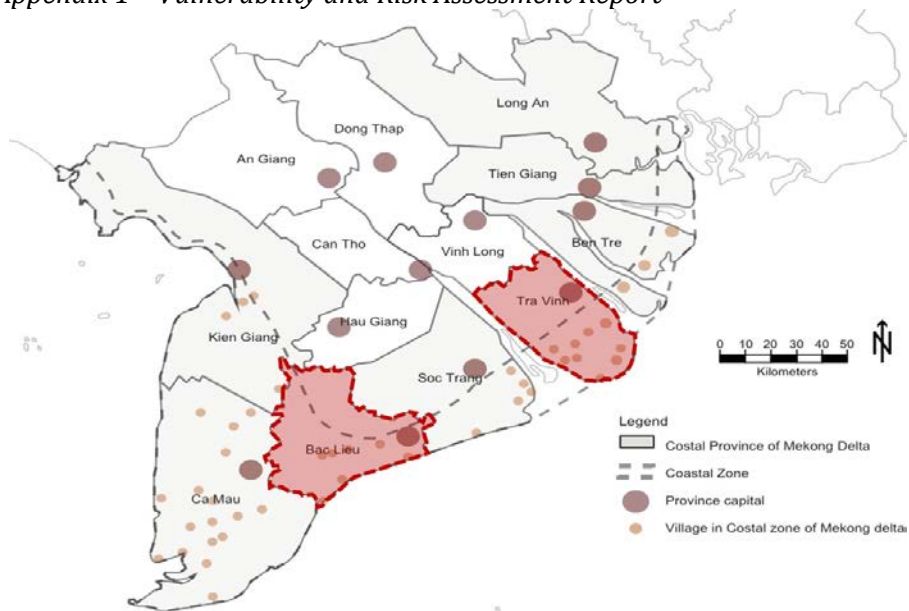 Appendix 1 – Vulnerability and Risk Assessment Report
Long An
Dong Thap
An Giang
Tien Giang
Can Tho
Vinh Long
Ben Tre
Tra Vinh
Kien Giang
Hau Giang
Soc Trang
Bac Lieu
Ca Mau
N
0 10 20 30 40 50
Kilometers
Legend
Costal Province of Mekong Delta
Coastal Zone
Province capital
Village in Costal zone of Mekong delta